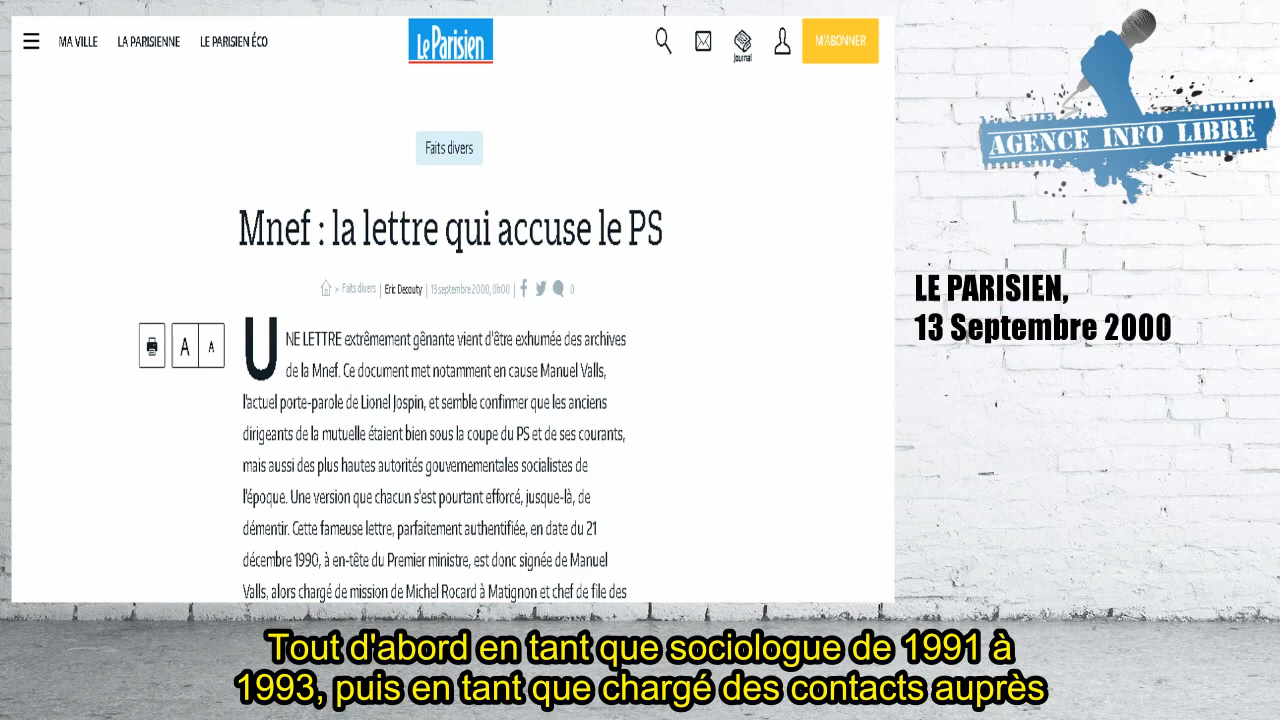 MA VILLE
LA PARISIENNE
LE PARISIEN ÉCO
Le Parisien
Journal
M'ABONNER
AGENCE INFO LIBRE
Faits divers
Mnef : la lettre qui accuse le PS
> Faits divers | Eric Decouty | 13 septembre 2000, 0h00 | 0
A A
UNE LETTRE extrêmement gênante vient d'être exhumée des archives
de la Mnef. Ce document met notamment en cause Manuel Valls,
l'actuel porte-parole de Lionel Jospin, et semble confirmer que les anciens
dirigeants de la mutuelle étaient bien sous la coupe du PS et de ses courants,
mais aussi des plus hautes autorités gouvernementales socialistes de
l'époque. Une version que chacun s'est pourtant efforcé, jusque-là, de
démentir. Cette fameuse lettre, parfaitement authentifiée, en date du 21
décembre 1990, à en-tête du Premier ministre, est donc signée de Manuel
Valls, alors chargé de mission de Michel Rocard à Matignon et chef de file des
LE PARISIEN,
13 Septembre 2000
Tout d'abord en tant que sociologue de 1991 à
1993, puis en tant que chargé des contacts auprès